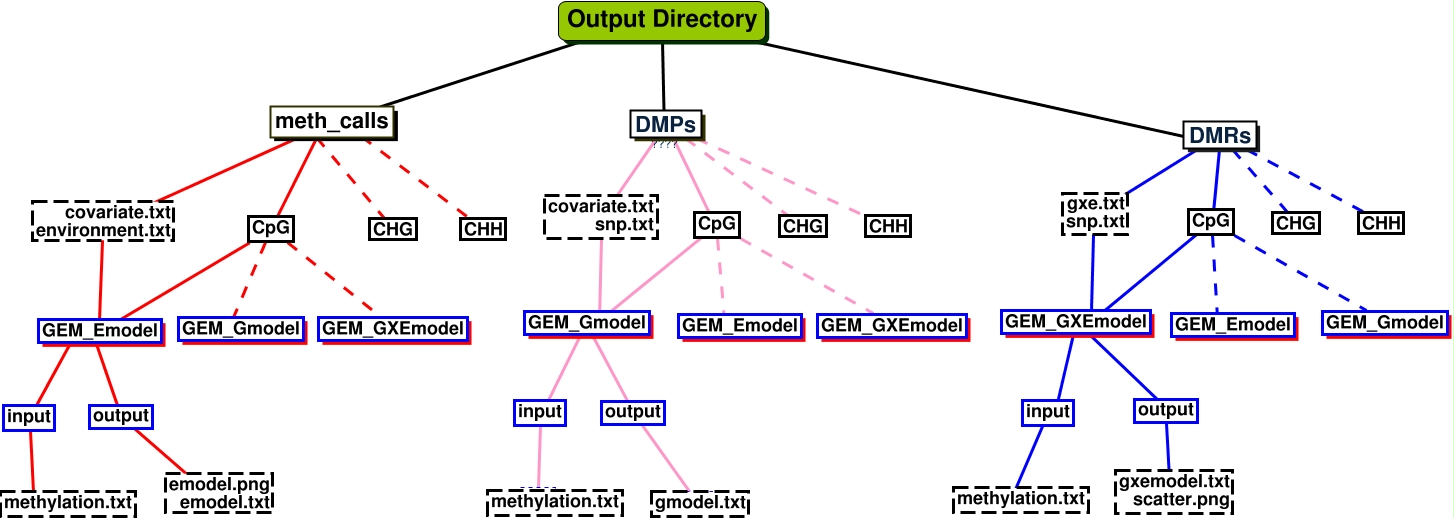 Output Directory
meth_calls
DMPs
????
DMRs
covariate.txt
environment.txt
CpG
CHG
CHH
covariate.txt
snp.txt
CpG
CHG
CHH
gxe.txt
snp.txt
CpG
CHG
CHH
GEM_Emodel
GEM_Gmodel
GEM_GXEmodel
GEM_Gmodel
GEM_Emodel
GEM_GXEmodel
GEM_GXEmodel
GEM_Emodel
GEM_Gmodel
input
output
input
output
input
output
methylation.txt
emodel.png
emodel.txt
methylation.txt
gmodel.txt
methylation.txt
gxemodel.txt
scatter.png